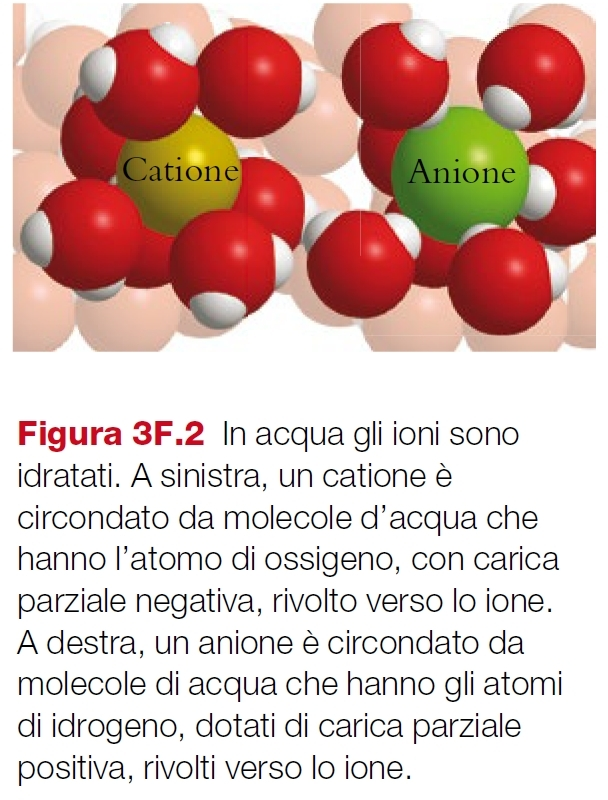 Catione
Anione
Figura 3F.2 In acqua gli ioni sono
idratati. A sinistra, un catione è
circondato da molecole d'acqua che
hanno l'atomo di ossigeno, con carica
parziale negativa, rivolto verso lo ione.
A destra, un anione è circondato da
molecole di acqua che hanno gli atomi
di idrogeno, dotati di carica parziale
positiva, rivolti verso lo ione.